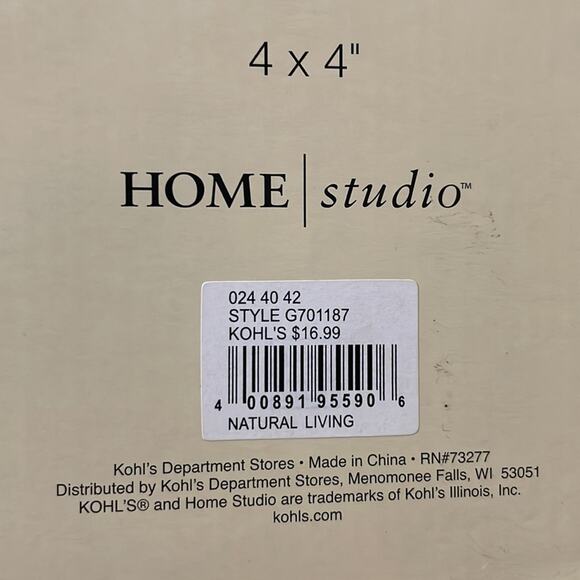 4 x 4"
HOME | studio™
024 40 42
STYLE G701187
KOHL'S $16.99
4 00891 95590 6
NATURAL LIVING
Kohl's Department Stores • Made in China • RN#73277
Distributed by Kohl's Department Stores, Menomonee Falls, WI 53051
KOHL'S® and Home Studio are trademarks of Kohl's Illinois, Inc.
kohls.com